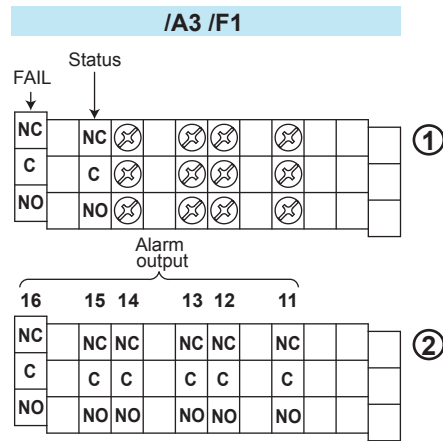 /A3 /F1
Status
FAIL
NC NC
C C
NO NO
①
Alarm
output
16 15 14 13 12 11
NC NC NC NC NC NC
C C C C C C
NO NO NO NO NO NO
②